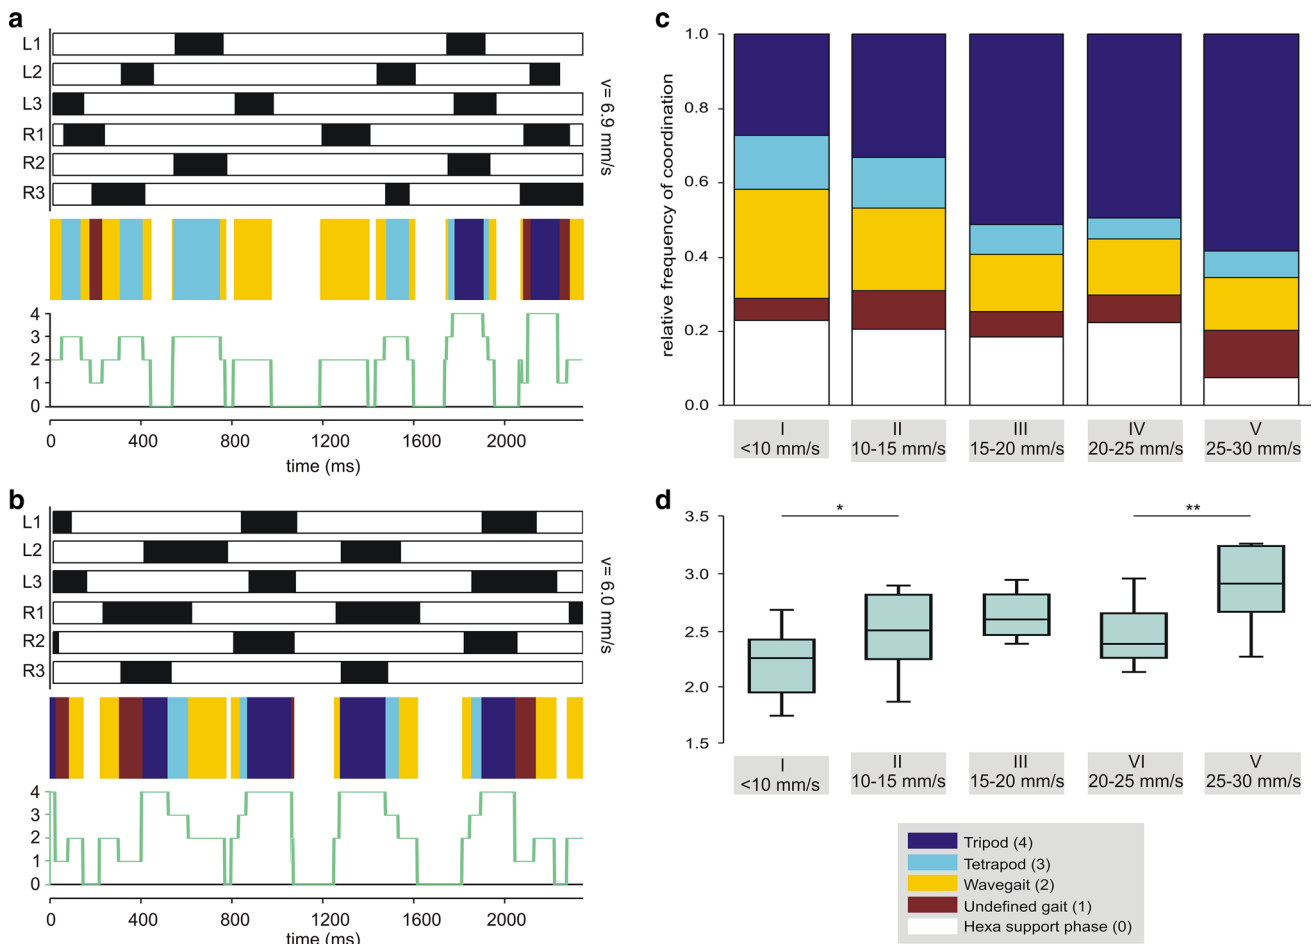 a
L1
L2
L3
R1
R2
R3
v= 6.9 mm/s
4
3
2
1
0
0 400 800 1200 1600 2000
time (ms)
b
L1
L2
L3
R1
R2
R3
v= 6.0 mm/s
4
3
2
1
0
0 400 800 1200 1600 2000
time (ms)
c
relative frequency of coordination
1.0
0.8
0.6
0.4
0.2
0.0
I II III IV V
<10 mm/s 10-15 mm/s 15-20 mm/s 20-25 mm/s 25-30 mm/s
d
* **
3.5
3.0
2.5
2.0
1.5
I II III VI V
<10 mm/s 10-15 mm/s 15-20 mm/s 20-25 mm/s 25-30 mm/s
Tripod (4)
Tetrapod (3)
Wavegait (2)
Undefined gait (1)
Hexa support phase (0)